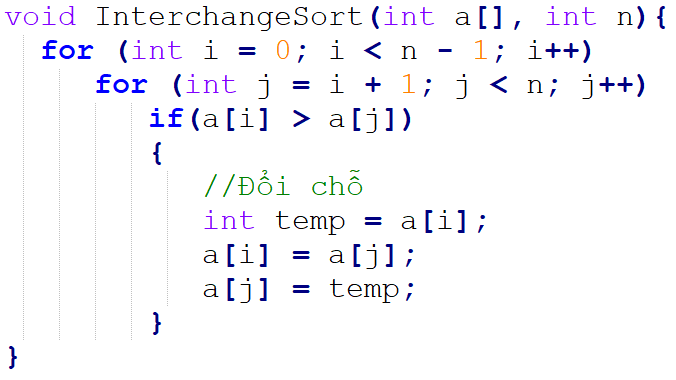 void InterchangeSort(int a[], int n){
for (int i = 0; i < n - 1; i++)
for (int j = i + 1; j < n; j++)
if(a[i] > a[j])
{
//Đổi chỗ
int temp = a[i];
a[i] = a[j];
a[j] = temp;
}
}